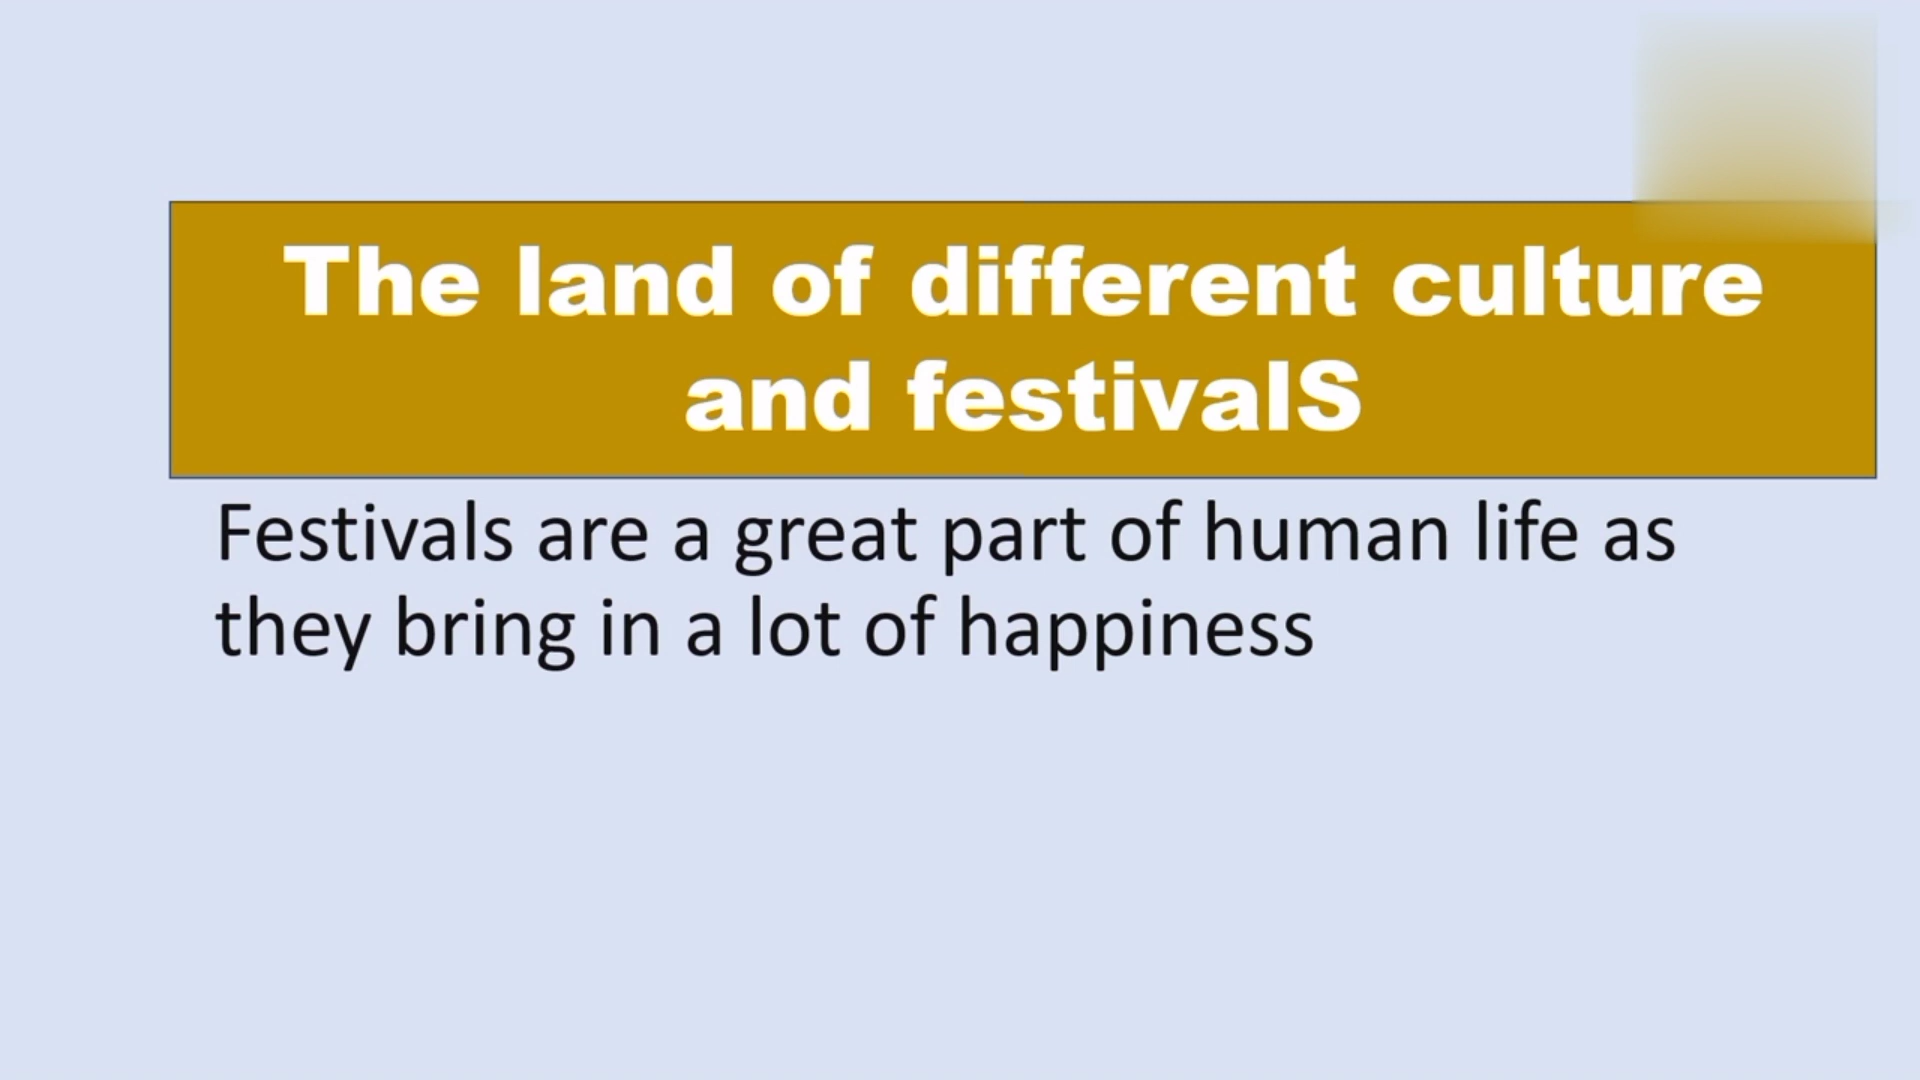 The land of different culture
and festivalS
Festivals are a great part of human life as
they bring in a lot of happiness